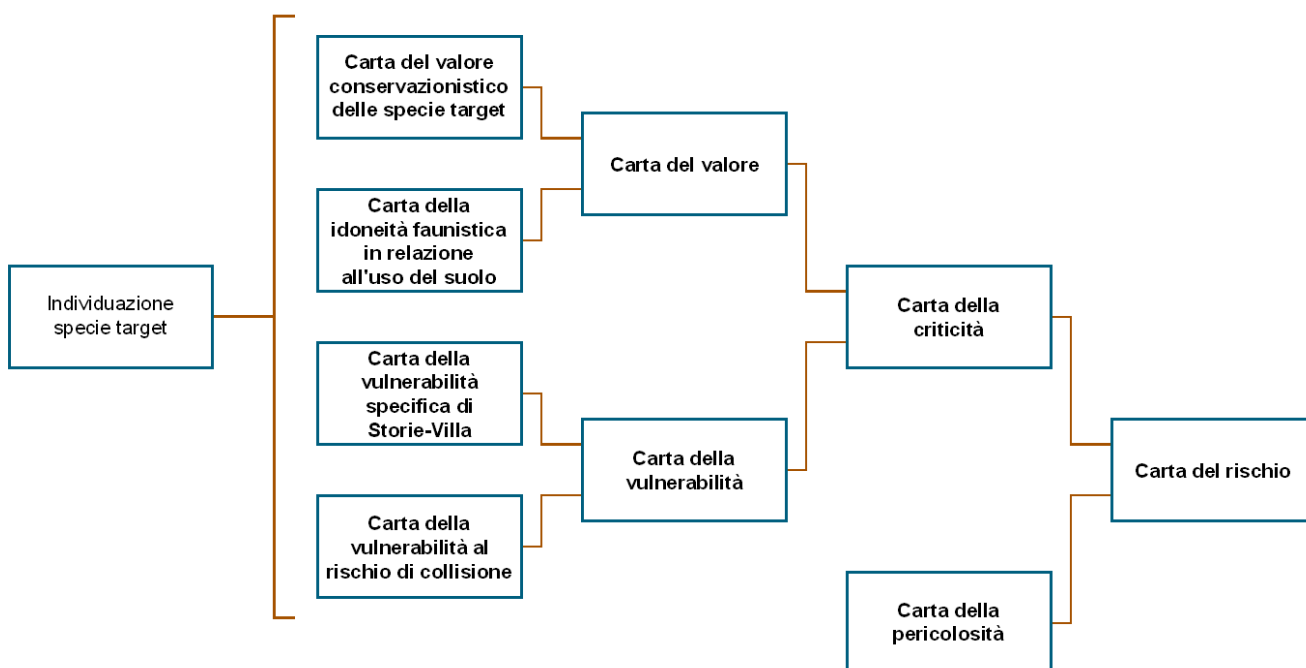 Individuazione
specie target
Carta del valore
conservazionistico
delle specie target
Carta della
idoneità faunistica
in relazione
all'uso del suolo
Carta della
vulnerabilità
specifica di
Storie-Villa
Carta della
vulnerabilità al
rischio di collisione
Carta del valore
Carta della
vulnerabilità
Carta della
criticità
Carta della
pericolosità
Carta del rischio